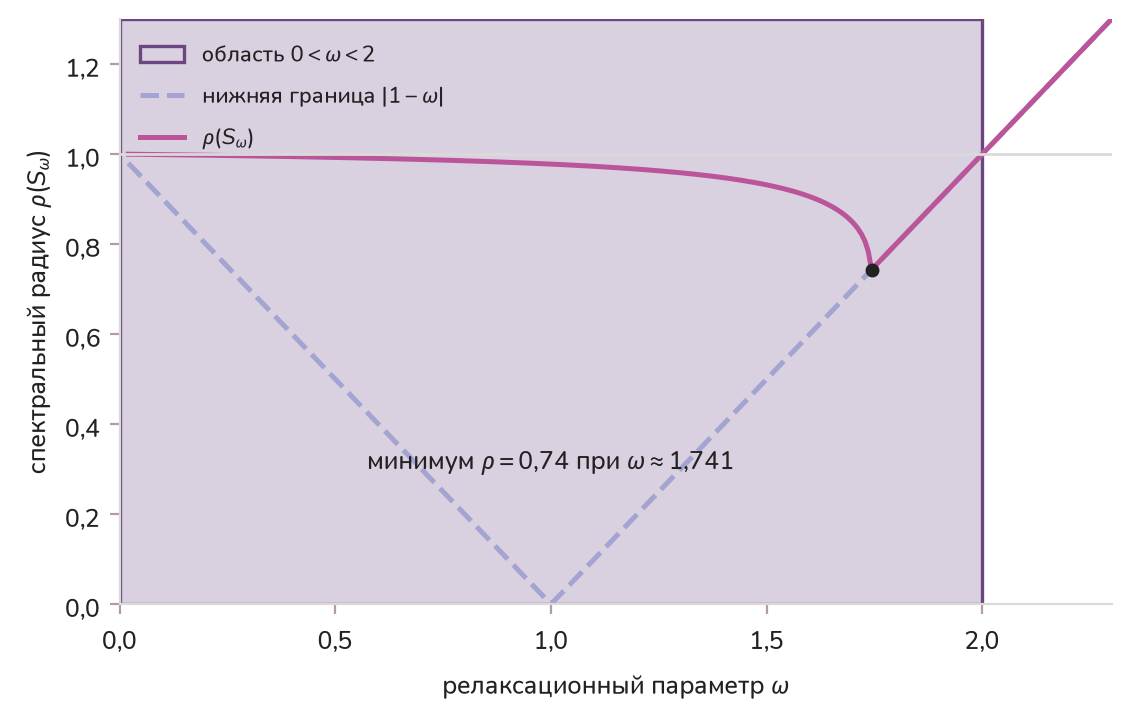 область 0 < ω < 2
нижняя граница |1 – ω|
ρ(Sω)
1,2
1,0
0,8
0,6
0,4
0,2
0,0
спектральный радиус ρ(Sω)
минимум ρ = 0,74 при ω ≈ 1,741
0,0 0,5 1,0 1,5 2,0
релаксационный параметр ω